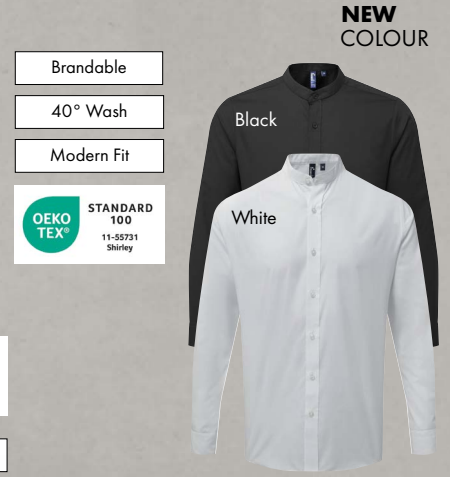 NEW
COLOUR
Brandable
40° Wash
Modern Fit
OEKO
TEX®
STANDARD
100
11-55731
Shirley
Black
White